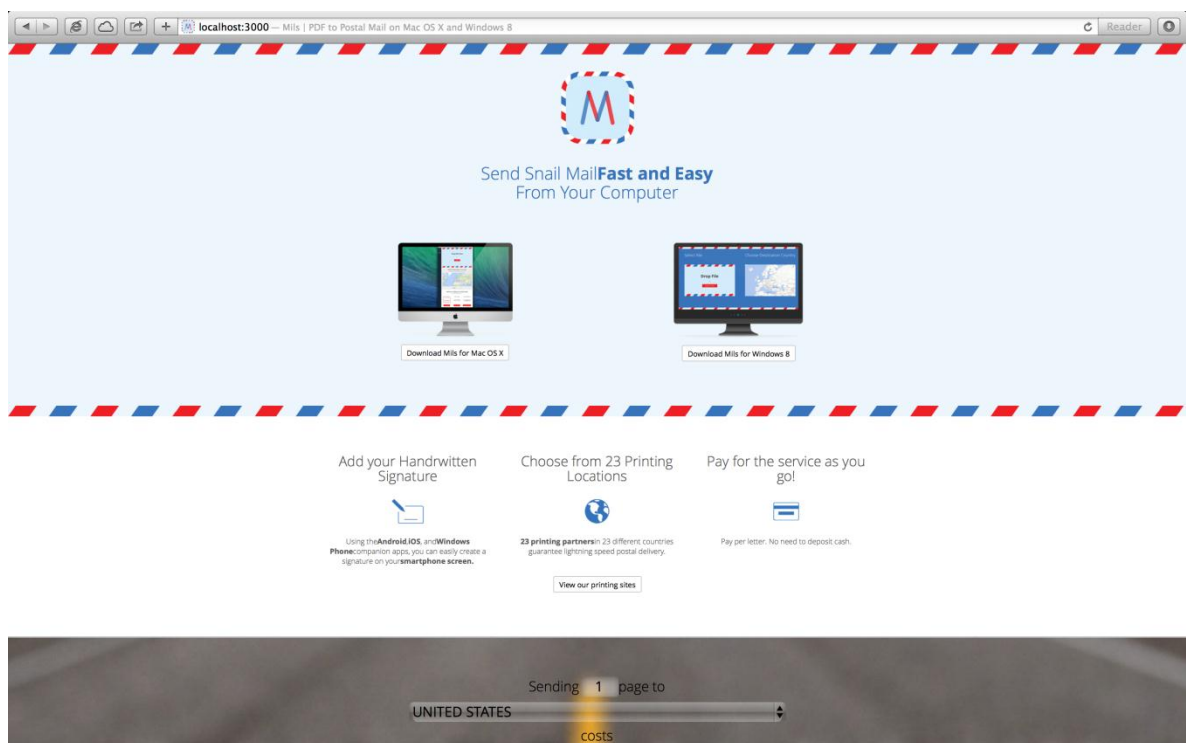 localhost:3000 — Mils | PDF to Postal Mail on Mac OS X and Windows 8
Reader
M
Send Snail MailFast and Easy
From Your Computer
Drop File
Download Mils for Mac OS X
Download Mils for Windows 8
Add your Handrwitten
Signature
Using theAndroid,iOS, andWindows
Phonecompanion apps, you can easily create a
signature on yoursmartphone screen.
Choose from 23 Printing
Locations
23 printing partnersin 23 different countries
guarantee lightning speed postal delivery.
View our printing sites
Pay for the service as you
go!
Pay per letter. No need to deposit cash.
Sending 1 page to
UNITED STATES
costs